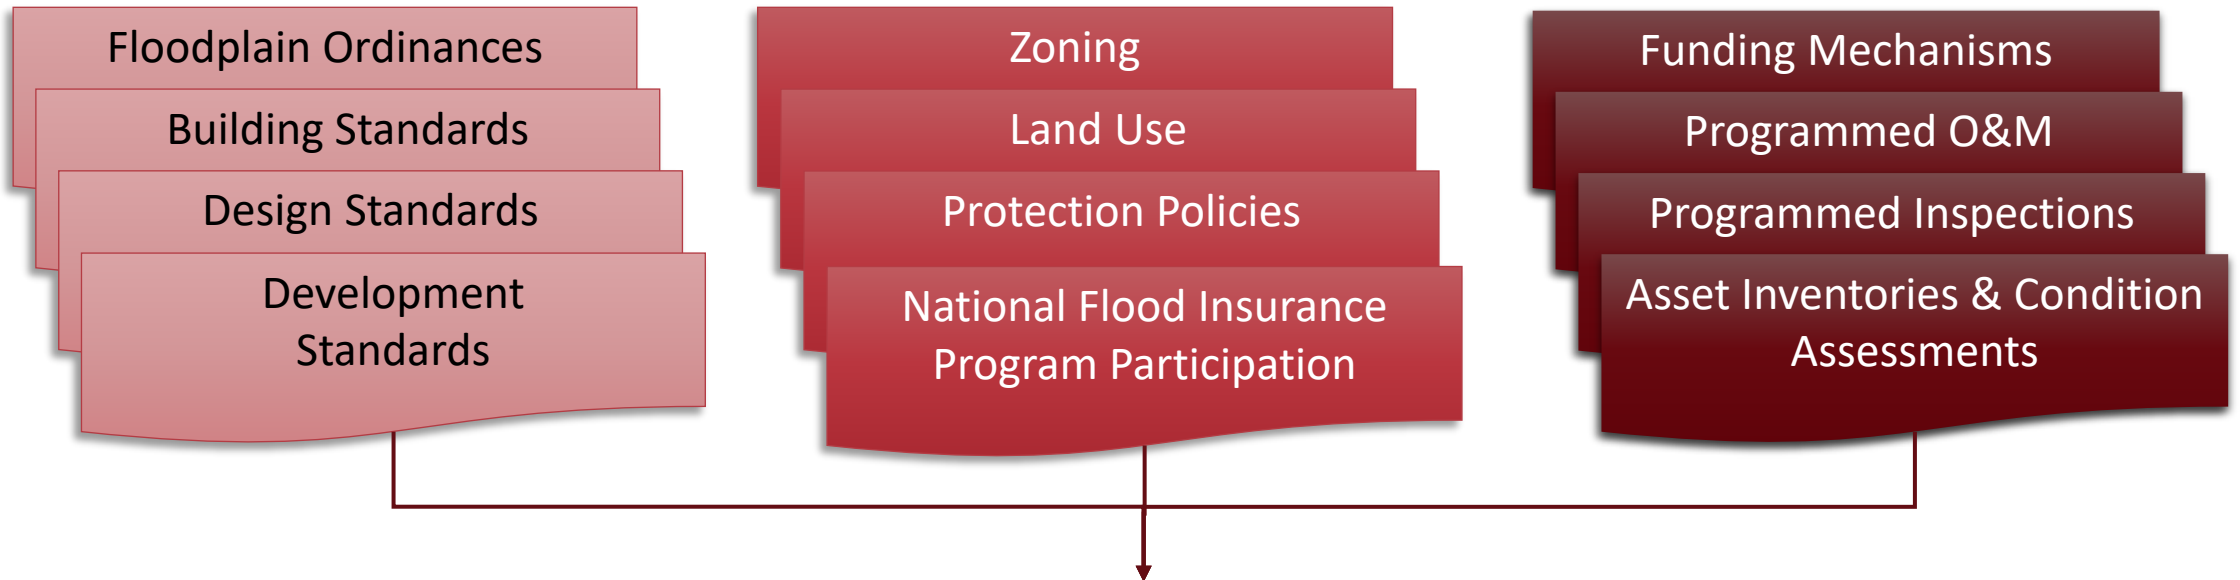 Floodplain Ordinances
Building Standards
Design Standards
Development
Standards
Zoning
Land Use
Protection Policies
National Flood Insurance
Program Participation
Funding Mechanisms
Programmed O&M
Programmed Inspections
Asset Inventories & Condition
Assessments